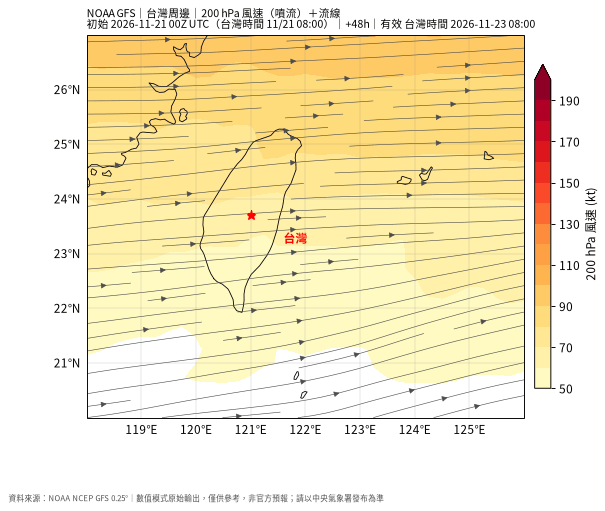 NOAA GFS｜台灣周邊｜200 hPa 風速（噴流）＋流線
初始 2026-11-21 00Z UTC（台灣時間 11/21 08:00）｜+48h｜有效 台灣時間 2026-11-23 08:00
26°N
25°N
24°N
23°N
22°N
21°N
台灣
119°E 120°E 121°E 122°E 123°E 124°E 125°E
190
170
150
130
110
90
70
50
200 hPa 風速 (kt)
資料來源：NOAA NCEP GFS 0.25°｜數值模式原始輸出，僅供參考，非官方預報；請以中央氣象署發布為準